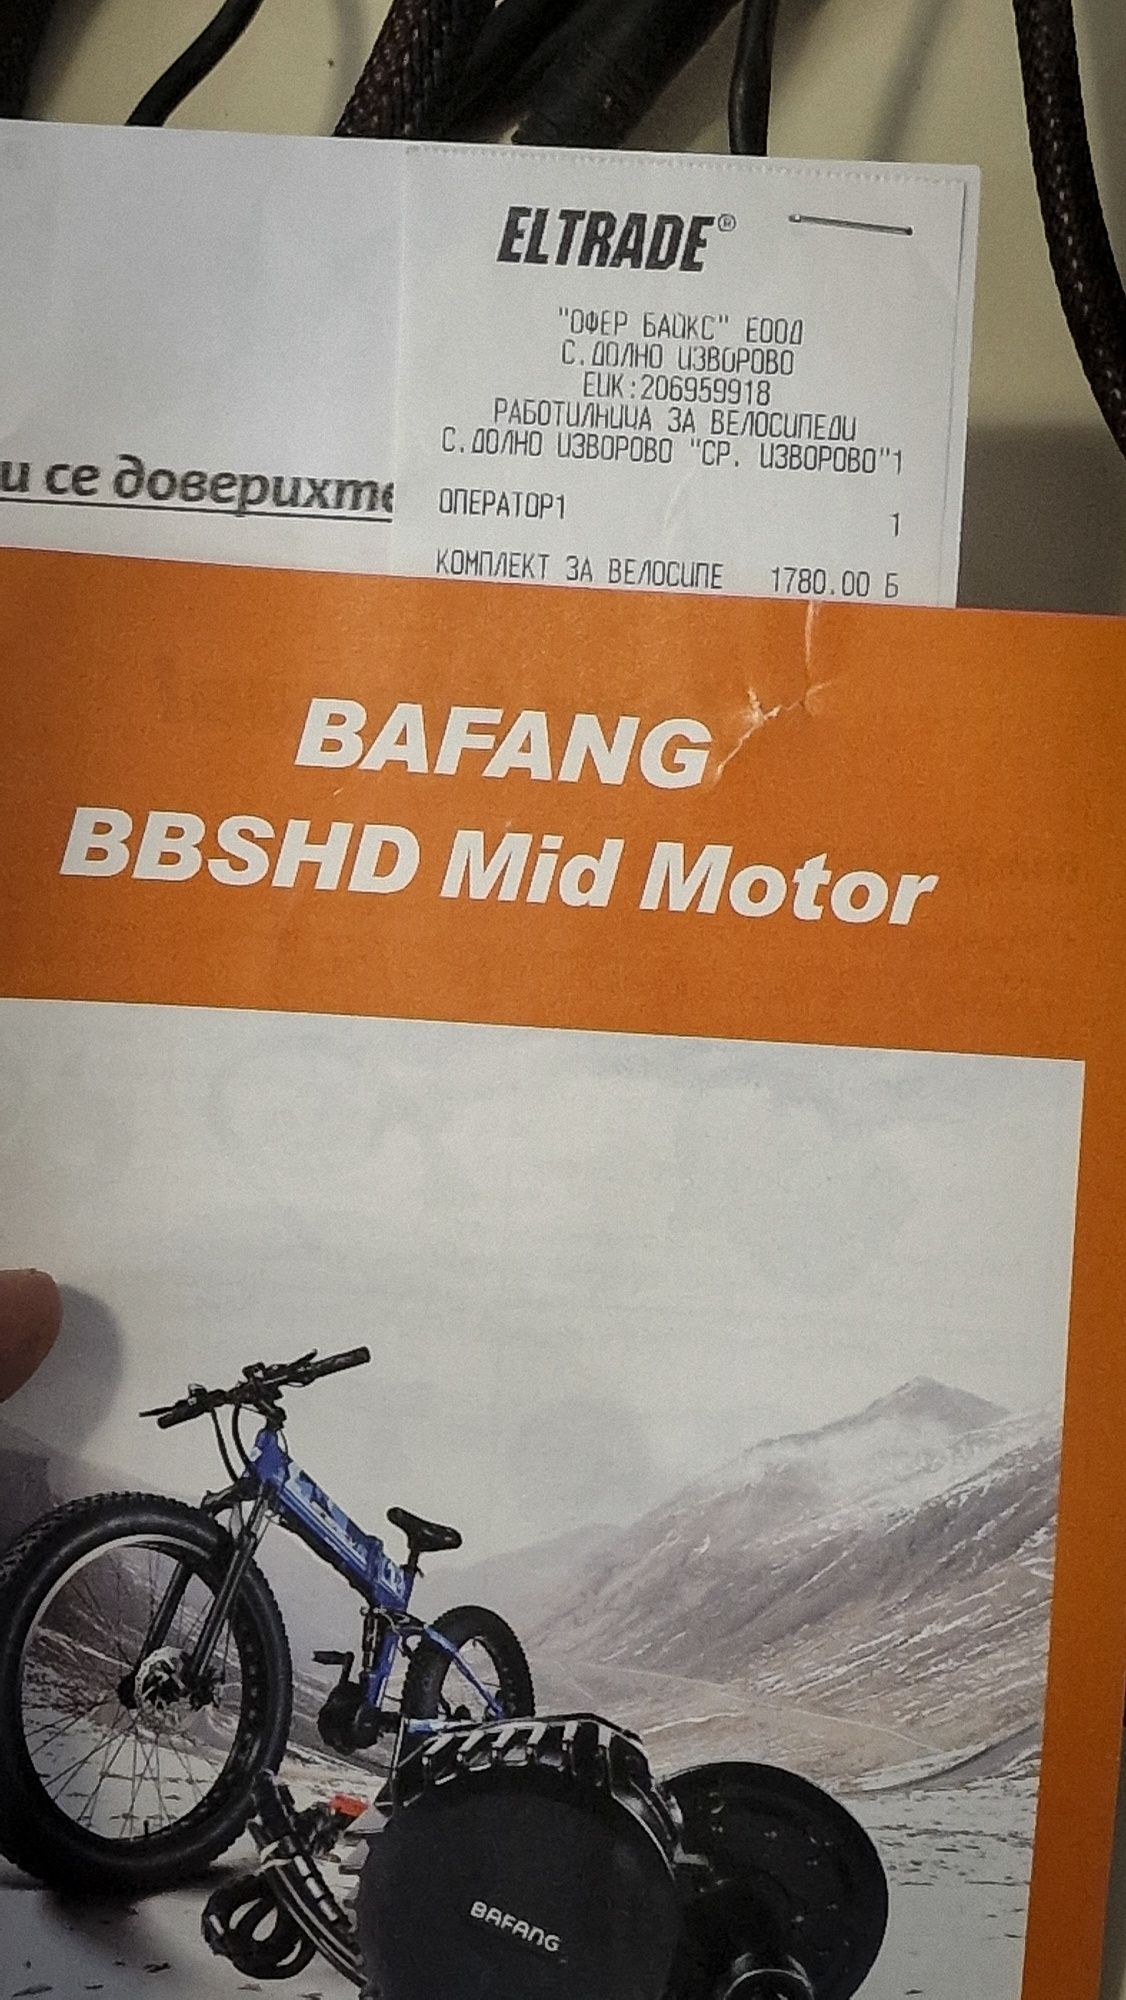 ELTRADE®
"ОФЕР БАЙКС" ЕООД
С.ДОЛНО ИЗВОРОВО
ЕИК:206959918
РАБОТИЛНИЦА ЗА ВЕЛОСИПЕДИ
С.ДОЛНО ИЗВОРОВО "СР. ИЗВОРОВО"1
и се доверихте
ОПЕРАТОР1 1
КОМПЛЕКТ ЗА ВЕЛОСИПЕ 1780.00 Б
BAFANG
BBSHD Mid Motor
BAFANG